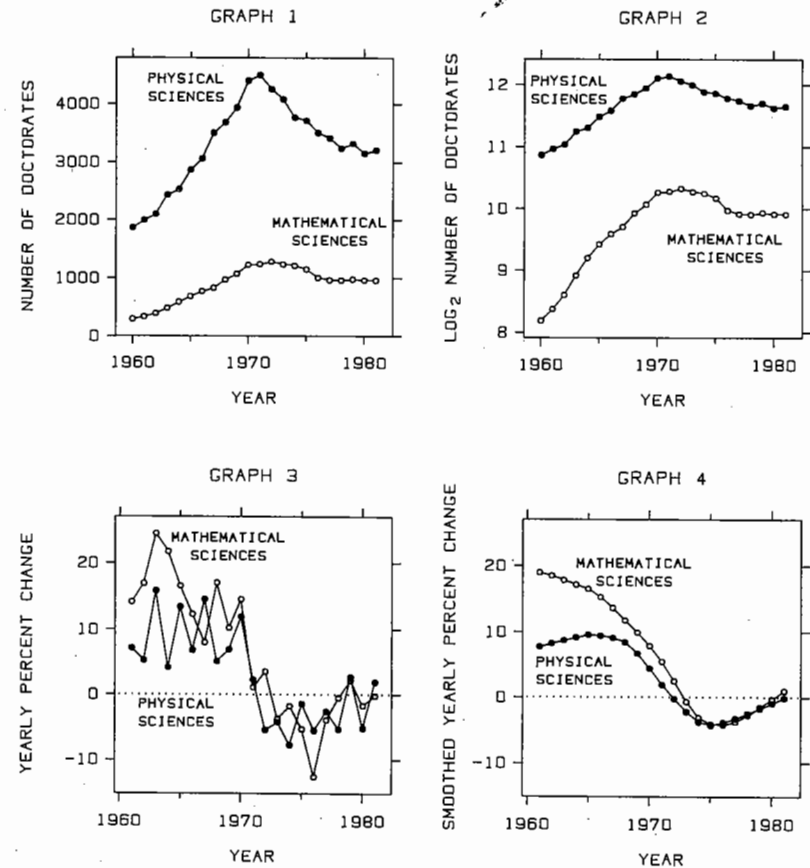 GRAPH 1
NUMBER OF DOCTORATES
4000
3000
2000
1000
0
PHYSICAL
SCIENCES
MATHEMATICAL
SCIENCES
1960
1970
1980
YEAR
GRAPH 2
LOG2 NUMBER OF DOCTORATES
12
11
10
9
8
PHYSICAL
SCIENCES
MATHEMATICAL
SCIENCES
1960
1970
1980
YEAR
GRAPH 3
YEARLY PERCENT CHANGE
20
10
0
-10
MATHEMATICAL
SCIENCES
PHYSICAL
SCIENCES
1960
1970
1980
YEAR
GRAPH 4
SMOOTHED YEARLY PERCENT CHANGE
20
10
0
-10
MATHEMATICAL
SCIENCES
PHYSICAL
SCIENCES
1960
1970
1980
YEAR